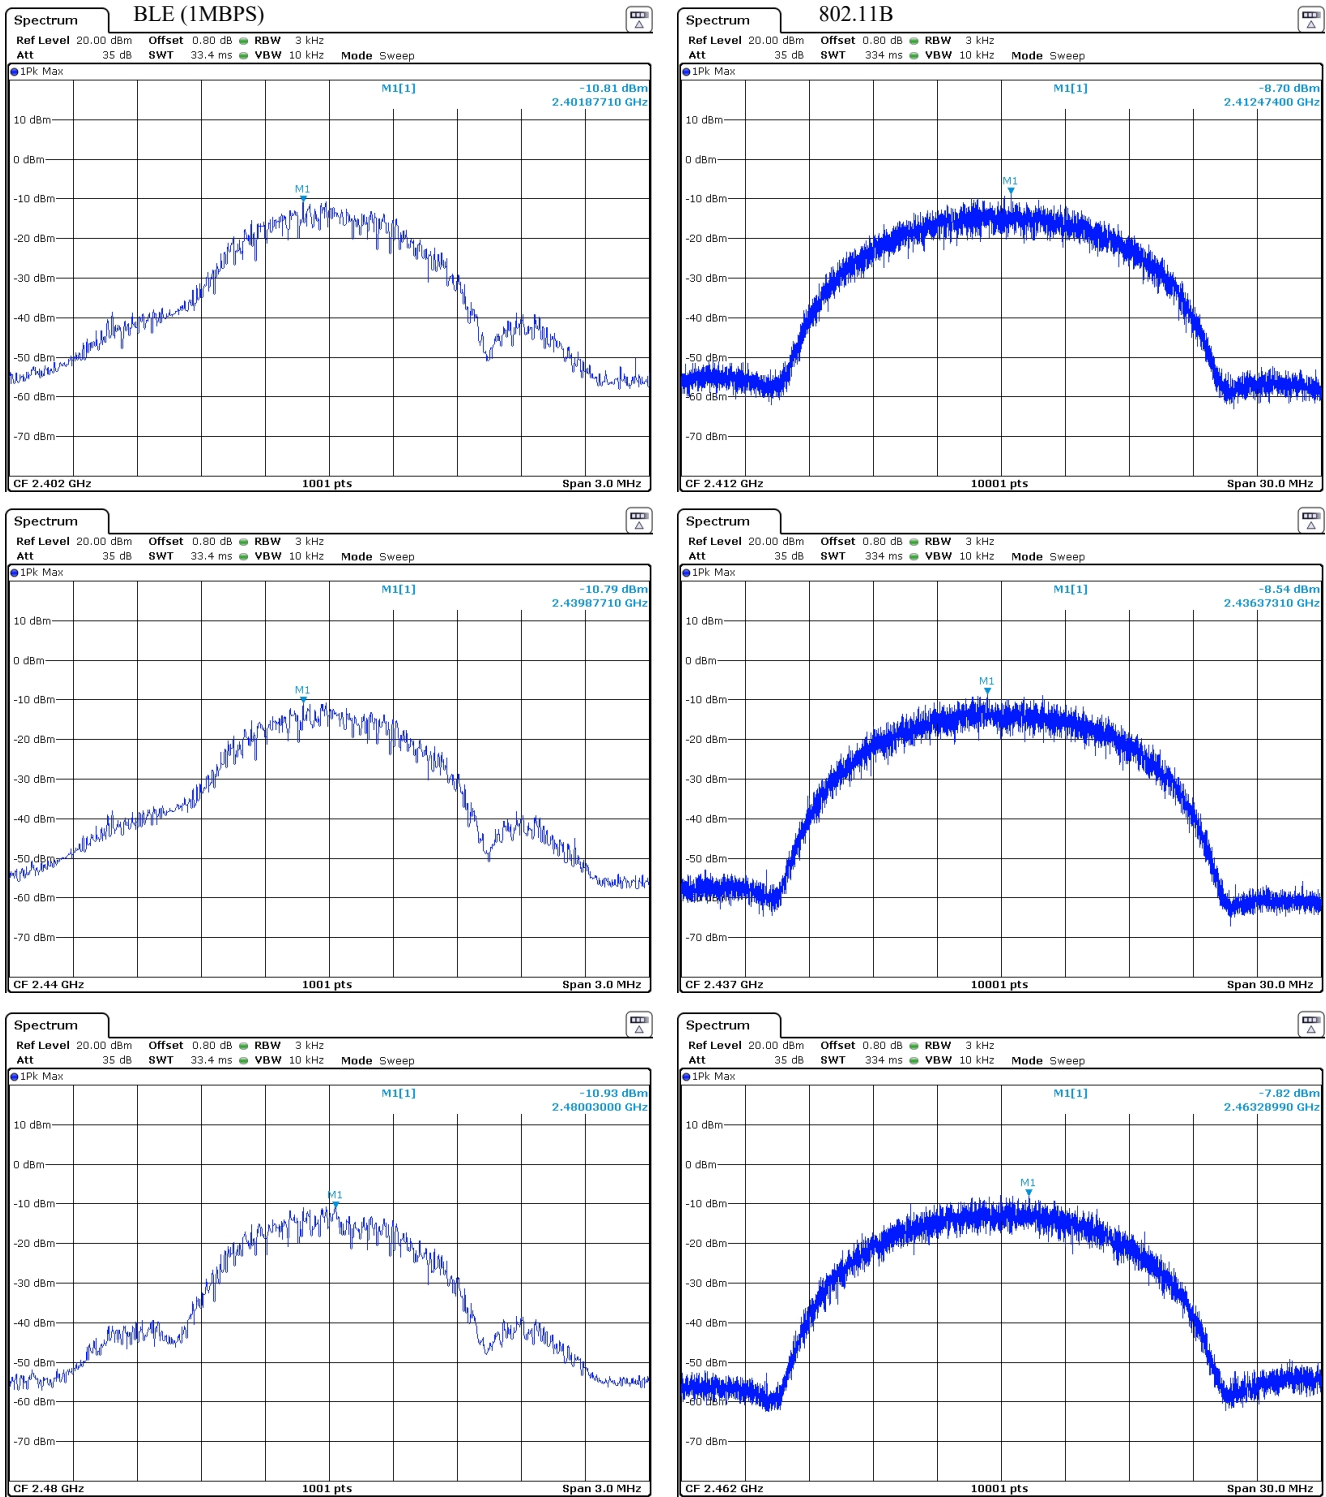 BLE (1MBPS)
Spectrum
Ref Level 20.00 dBm Offset 0.80 dB RBW 3 kHz
Att 35 dB SWT 33.4 ms VBW 10 kHz Mode Sweep
1Pk Max
M1[1] -10.81 dBm
2.40187710 GHz
10 dBm
0 dBm
M1
-10 dBm
-20 dBm
-30 dBm
-40 dBm
-50 dBm
-60 dBm
-70 dBm
CF 2.402 GHz 1001 pts Span 3.0 MHz
802.11B
Spectrum
Ref Level 20.00 dBm Offset 0.80 dB RBW 3 kHz
Att 35 dB SWT 334 ms VBW 10 kHz Mode Sweep
1Pk Max
M1[1] -8.70 dBm
2.41247400 GHz
10 dBm
0 dBm
M1
-10 dBm
-20 dBm
-30 dBm
-40 dBm
-50 dBm
-60 dBm
-70 dBm
CF 2.412 GHz 10001 pts Span 30.0 MHz
Spectrum
Ref Level 20.00 dBm Offset 0.80 dB RBW 3 kHz
Att 35 dB SWT 33.4 ms VBW 10 kHz Mode Sweep
1Pk Max
M1[1] -10.79 dBm
2.43987710 GHz
10 dBm
0 dBm
M1
-10 dBm
-20 dBm
-30 dBm
-40 dBm
-50 dBm
-60 dBm
-70 dBm
CF 2.44 GHz 1001 pts Span 3.0 MHz
Spectrum
Ref Level 20.00 dBm Offset 0.80 dB RBW 3 kHz
Att 35 dB SWT 334 ms VBW 10 kHz Mode Sweep
1Pk Max
M1[1] -8.54 dBm
2.43637310 GHz
10 dBm
0 dBm
M1
-10 dBm
-20 dBm
-30 dBm
-40 dBm
-50 dBm
-60 dBm
-70 dBm
CF 2.437 GHz 10001 pts Span 30.0 MHz
Spectrum
Ref Level 20.00 dBm Offset 0.80 dB RBW 3 kHz
Att 35 dB SWT 33.4 ms VBW 10 kHz Mode Sweep
1Pk Max
M1[1] -10.93 dBm
2.48003000 GHz
10 dBm
0 dBm
M1
-10 dBm
-20 dBm
-30 dBm
-40 dBm
-50 dBm
-60 dBm
-70 dBm
CF 2.48 GHz 1001 pts Span 3.0 MHz
Spectrum
Ref Level 20.00 dBm Offset 0.80 dB RBW 3 kHz
Att 35 dB SWT 334 ms VBW 10 kHz Mode Sweep
1Pk Max
M1[1] -7.82 dBm
2.46328990 GHz
10 dBm
0 dBm
M1
-10 dBm
-20 dBm
-30 dBm
-40 dBm
-50 dBm
-60 dBm
-70 dBm
CF 2.462 GHz 10001 pts Span 30.0 MHz